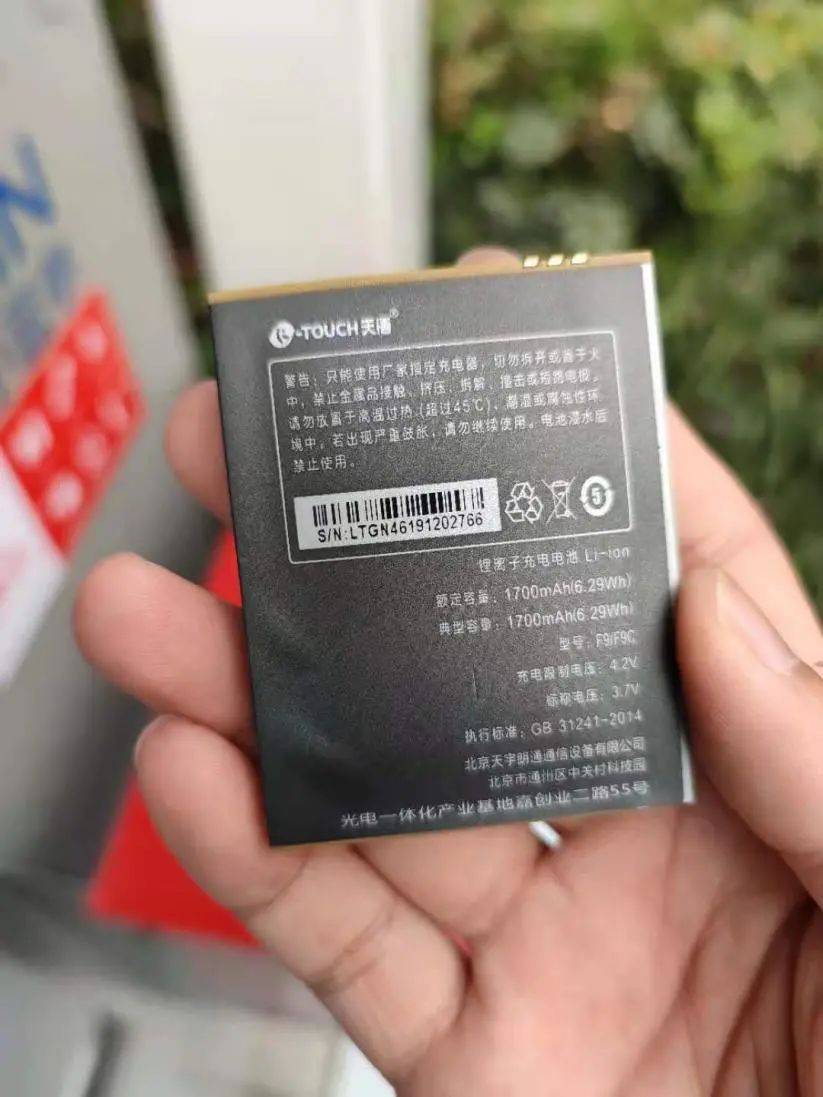 K-TOUCH天语®
警告：只能使用厂家指定充电器，切勿拆开或置于火
中，禁止金属品接触、挤压、拆解、撞击或短路电极。
请勿放置于高温过热(超过45℃)、潮湿或腐蚀性环
境中。若出现严重鼓胀，请勿继续使用。电池浸水后
禁止使用。
S/N:LTGN46191202766
5
锂离子充电电池 Li-ion
额定容量：1700mAh(6.29Wh)
典型容量：1700mAh(6.29Wh)
型号：F9/F9C
充电限制电压：4.2V
标称电压：3.7V
执行标准：GB 31241-2014
北京天宇朗通通信设备有限公司
北京市通州区中关村科技园
光电一体化产业基地嘉创业二路55号